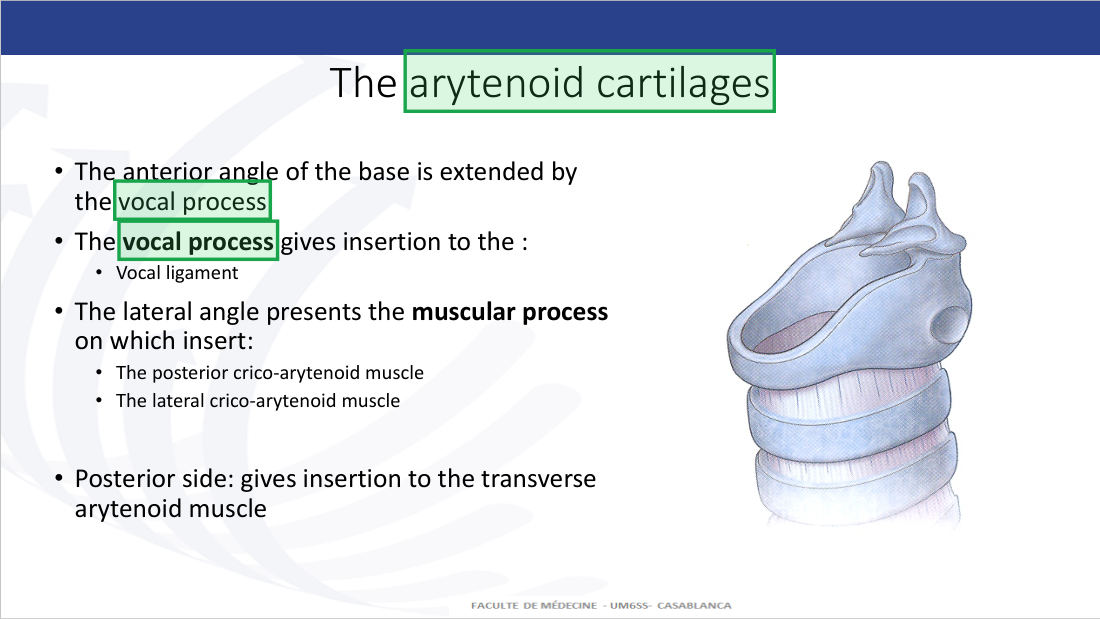 The arytenoid cartilages
• The anterior angle of the base is extended by
the vocal process
• The vocal process gives insertion to the :
• Vocal ligament
• The lateral angle presents the muscular process
on which insert:
• The posterior crico-arytenoid muscle
• The lateral crico-arytenoid muscle
• Posterior side: gives insertion to the transverse
arytenoid muscle
FACULTE DE MÉDECINE - UM6SS- CASABLANCA